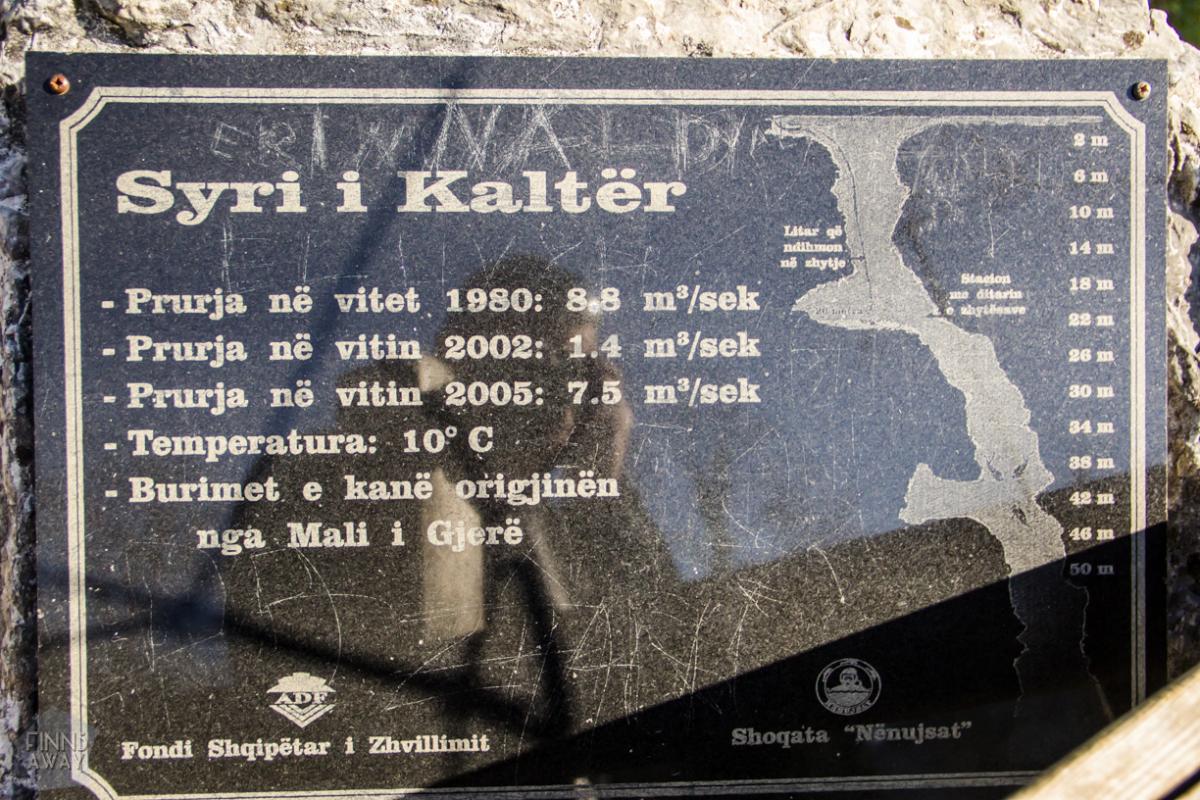 Syri i Kaltër
- Prurja në vitet 1980: 8.8 m³/sek
- Prurja në vitin 2002: 1.4 m³/sek
- Prurja në vitin 2005: 7.5 m³/sek
- Temperatura: 10° C
- Burimet e kanë origjinën
nga Mali i Gjerë
Litar që
ndihmon
në zhytje
Stacion
me ditarin
e zhytësave
2 m
6 m
10 m
14 m
18 m
22 m
26 m
30 m
34 m
38 m
42 m
46 m
50 m
ADF
Fondi Shqipëtar i Zhvillimit
Shoqata “Nënujsat”
FINNS
AWAY